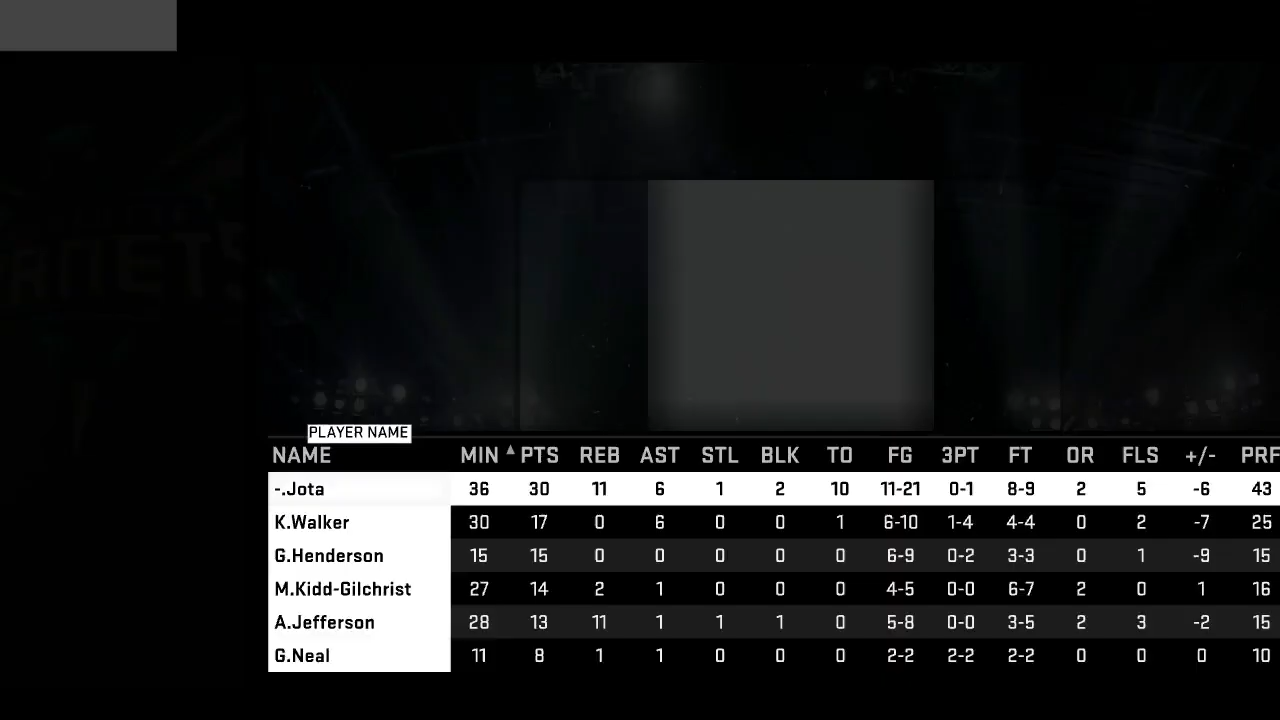 RNETS
PLAYER NAME
NAME MIN PTS REB AST STL BLK TO FG 3PT FT OR FLS +/- PRF
-.Jota 36 30 11 6 1 2 10 11-21 0-1 8-9 2 5 -6 43
K.Walker 30 17 0 6 0 0 1 6-10 1-4 4-4 0 2 -7 25
G.Henderson 15 15 0 0 0 0 0 6-9 0-2 3-3 0 1 -9 15
M.Kidd-Gilchrist 27 14 2 1 0 0 0 4-5 0-0 6-7 2 0 1 16
A.Jefferson 28 13 11 1 1 1 0 5-8 0-0 3-5 2 3 -2 15
G.Neal 11 8 1 1 0 0 0 2-2 2-2 2-2 0 0 0 10